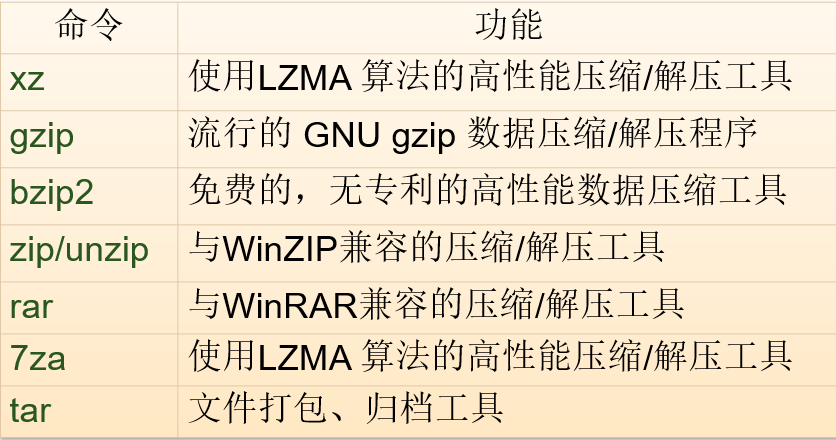 命令 功能
xz 使用LZMA 算法的高性能压缩/解压工具
gzip 流行的 GNU gzip 数据压缩/解压程序
bzip2 免费的，无专利的高性能数据压缩工具
zip/unzip 与WinZIP兼容的压缩/解压工具
rar 与WinRAR兼容的压缩/解压工具
7za 使用LZMA 算法的高性能压缩/解压工具
tar 文件打包、归档工具